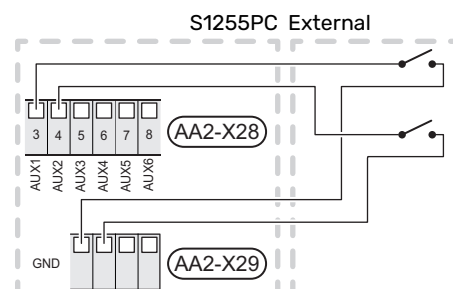 S1255PC External
3 4 5 6 7 8
AA2-X28
AUX1 AUX2 AUX3 AUX4 AUX5 AUX6
GND
AA2-X29